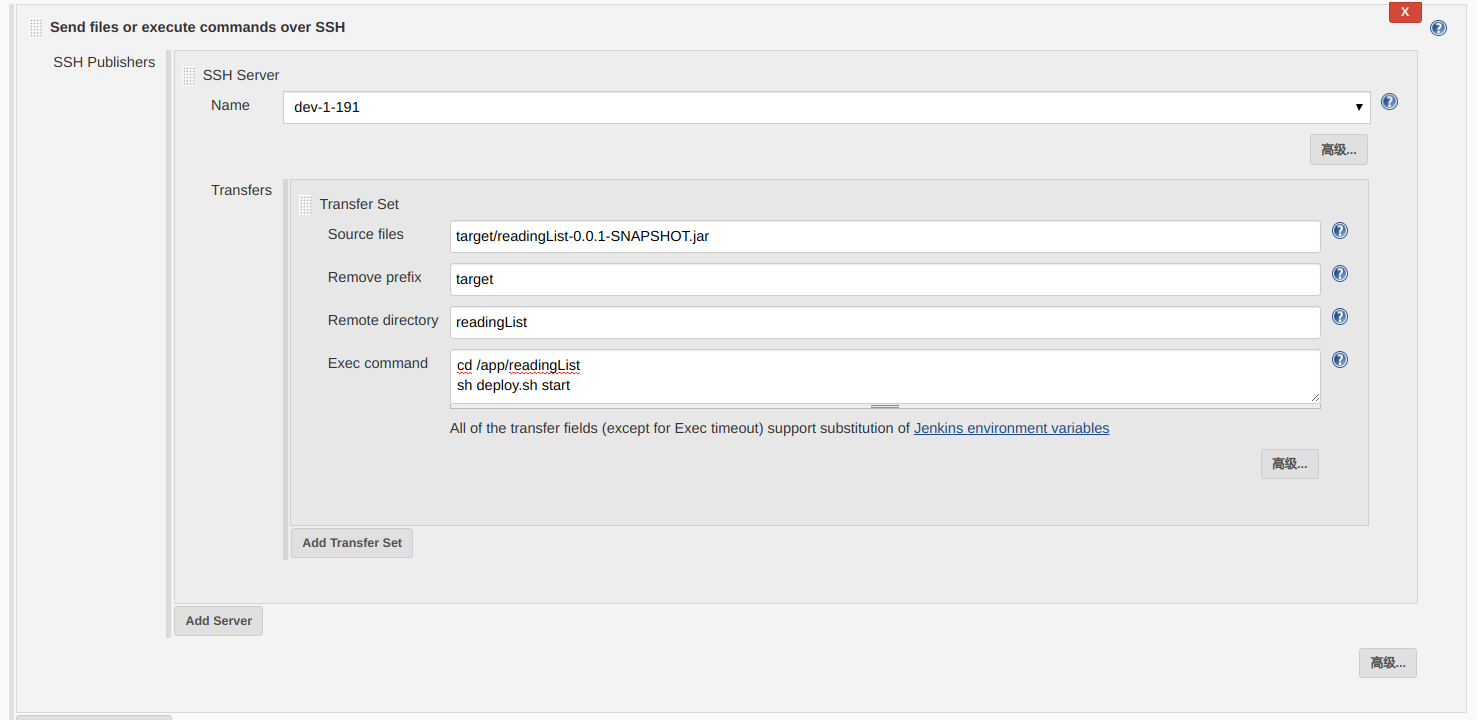 X
Send files or execute commands over SSH
SSH Publishers
SSH Server
Name
dev-1-191
高级...
Transfers
Transfer Set
Source files
target/readingList-0.0.1-SNAPSHOT.jar
Remove prefix
target
Remote directory
readingList
Exec command
cd /app/readingList
sh deploy.sh start
All of the transfer fields (except for Exec timeout) support substitution of Jenkins environment variables
高级...
Add Transfer Set
Add Server
高级...